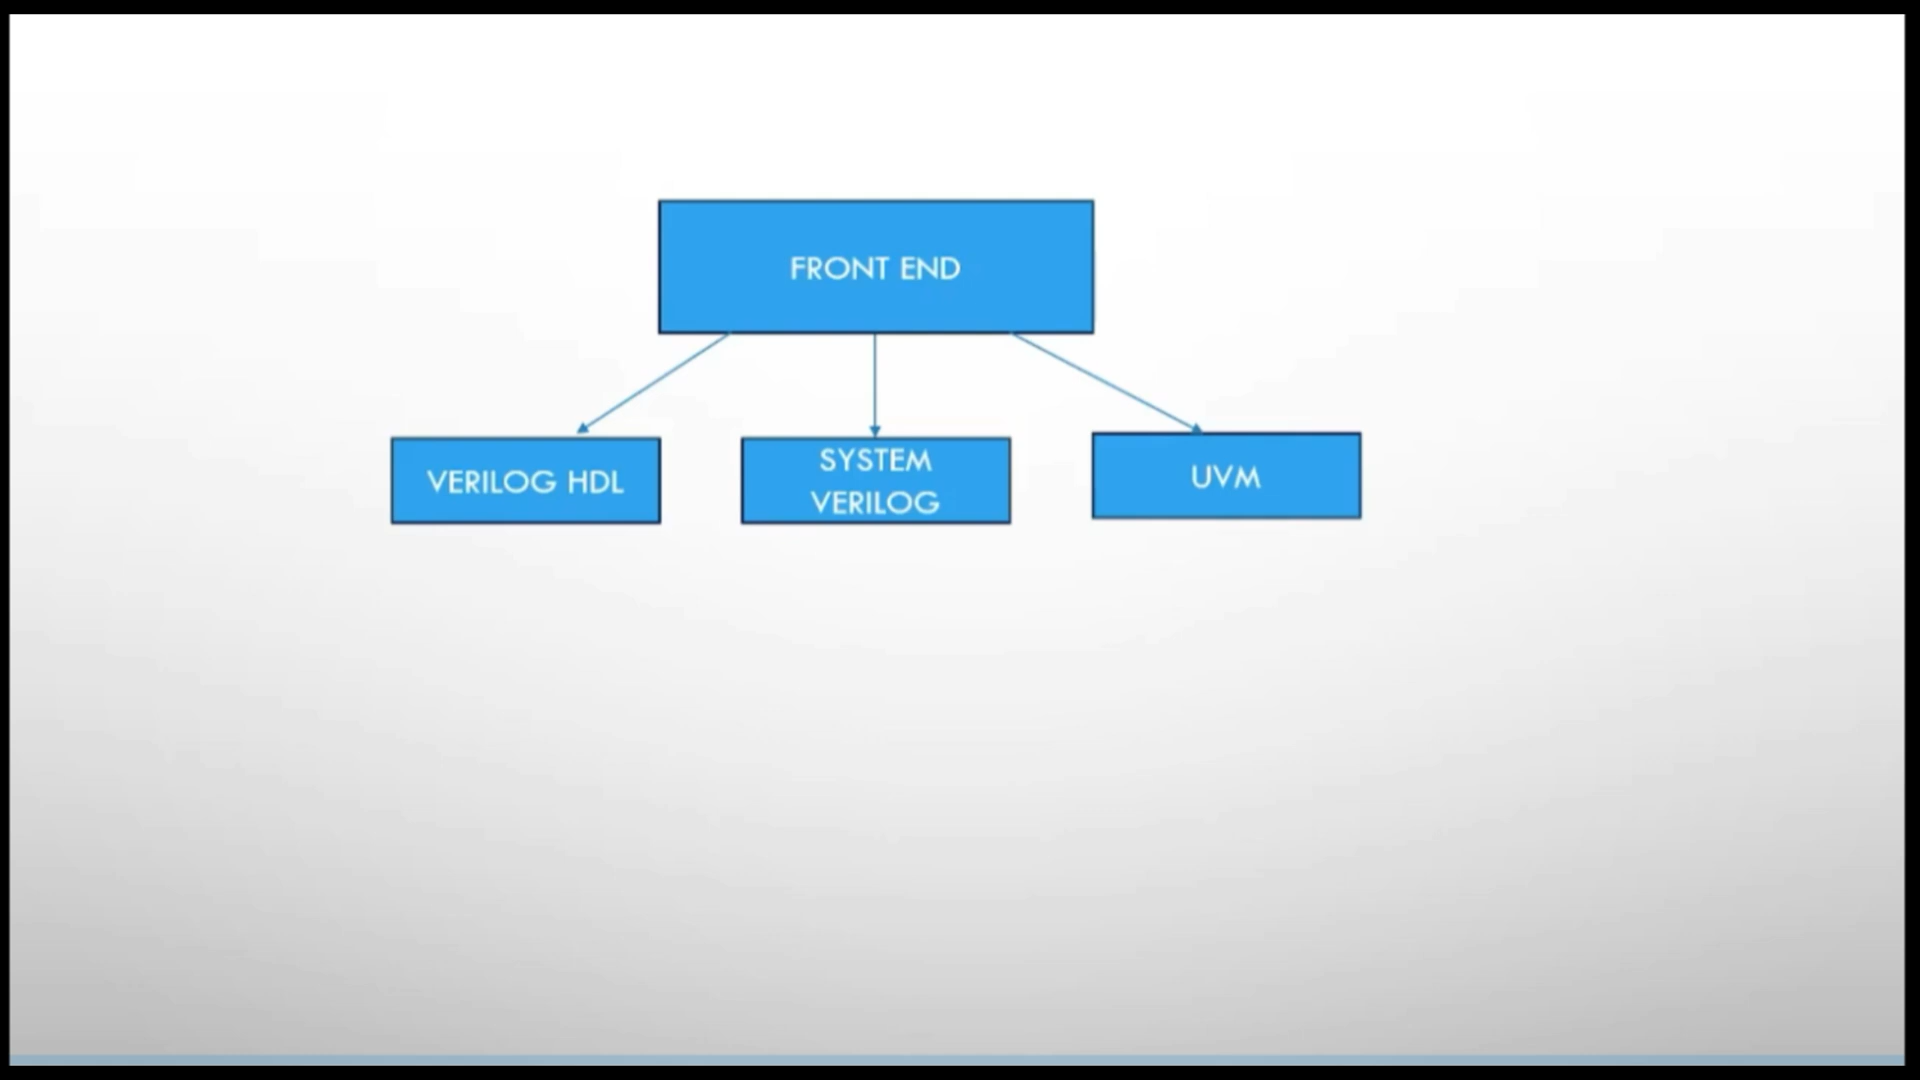 FRONT END
VERILOG HDL
SYSTEM
VERILOG
UVM